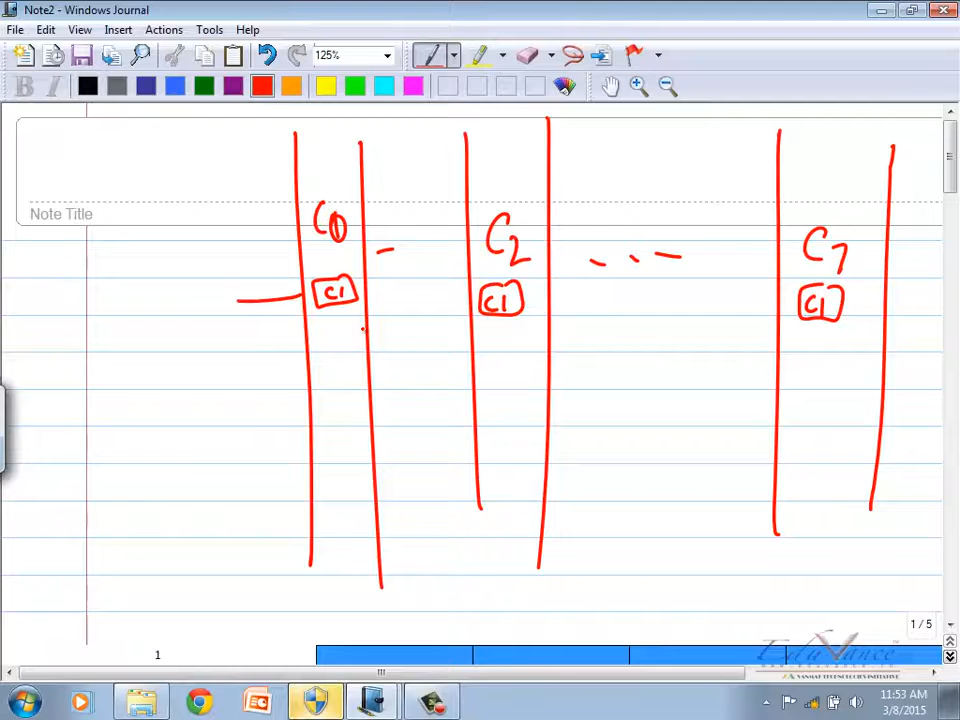 Note2 - Windows Journal
File Edit View Insert Actions Tools Help
125%
B I
Note Title
C0 C2 C7
C1 C1 C1
1 / 5
1
EduVance
11:53 AM
3/8/2015